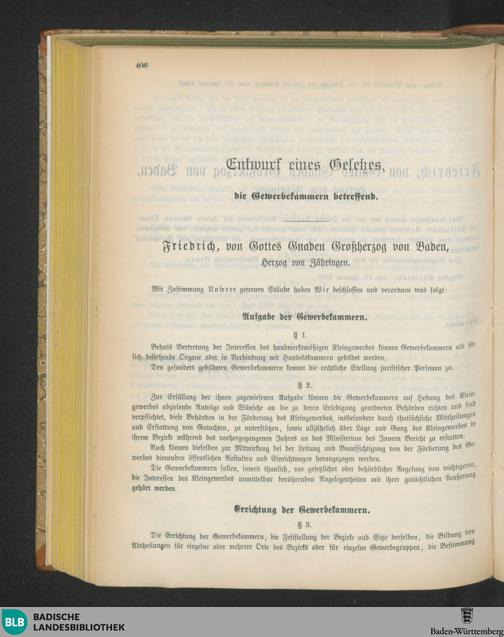 406
Entwurf eines Gesetzes,
die Gewerbekammern betreffend.
Friedrich, von Gottes Gnaden Großherzog von Baden,
Herzog von Zähringen.
Mit Zustimmung Unserer getreuen Stände haben Wir beschlossen und verordnen was folgt:
Aufgabe der Gewerbekammern.
§ 1.
Behufs Vertretung der Interessen des handwerksmäßigen Kleingewerbes können Gewerbekammern als für
sich bestehende Organe oder in Verbindung mit Handelskammern gebildet werden.
Den gesondert gebildeten Gewerbekammern kommt die rechtliche Stellung juristischer Personen zu.
§ 2.
Zur Erfüllung der ihnen zugewiesenen Aufgabe können die Gewerbekammern auf Hebung des Klein-
gewerbes abzielende Anträge und Wünsche an die zu deren Erledigung geordneten Behörden richten und sind
verpflichtet, diese Behörden in der Förderung des Kleingewerbes, insbesondere durch thatsächliche Mittheilungen
und Erstattung von Gutachten, zu unterstützen, sowie alljährlich über Lage und Gang des Kleingewerbes in
ihrem Bezirk während des vorhergegangenen Jahres an das Ministerium des Innern Bericht zu erstatten.
Auch können dieselben zur Mitwirkung bei der Leitung und Beaufsichtigung von der Förderung des Ge-
werbes dienenden öffentlichen Anstalten und Einrichtungen herangezogen werden.
Die Gewerbekammern sollen, soweit thunlich, vor gesetzlicher oder behördlicher Regelung von wichtigeren,
die Interessen des Kleingewerbes unmittelbar berührenden Angelegenheiten mit ihrer gutächtlichen Aeußerung
gehört werden.
Errichtung der Gewerbekammern.
§ 3.
Die Errichtung der Gewerbekammern, die Feststellung der Bezirke und Sitze derselben, die Bildung von
Abtheilungen für einzelne oder mehrere Orte des Bezirks oder für einzelne Gewerbegruppen, die Bestimmung
BLB
BADISCHE
LANDESBIBLIOTHEK
Baden-Württemberg